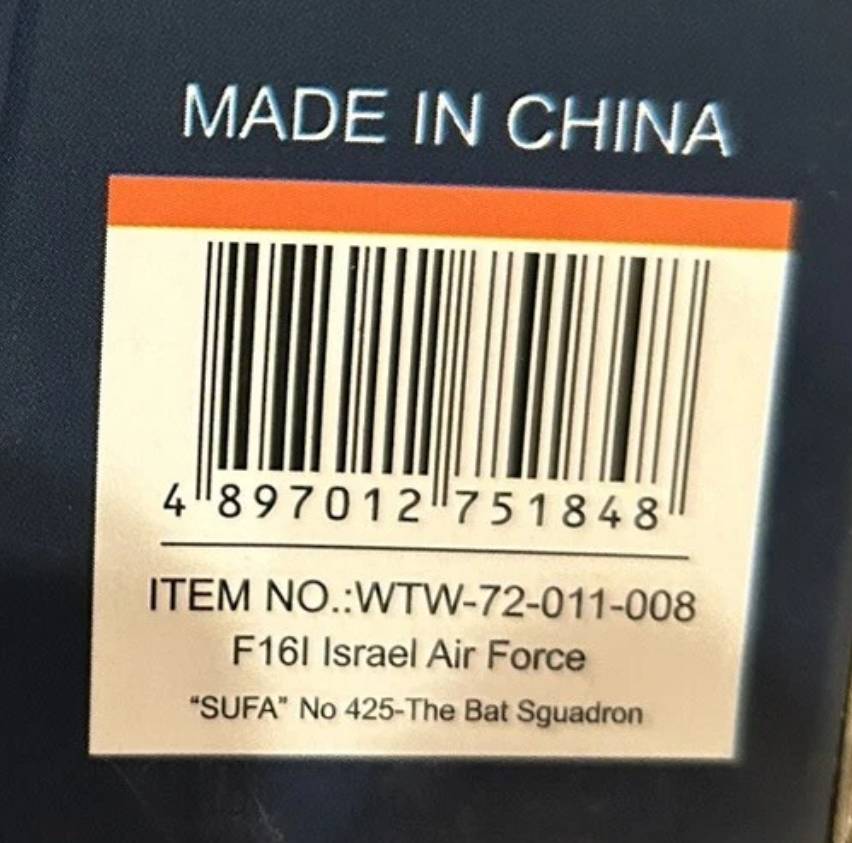 MADE IN CHINA
4 897012 751848
ITEM NO.:WTW-72-011-008
F16I Israel Air Force
“SUFA” No 425-The Bat Sguadron